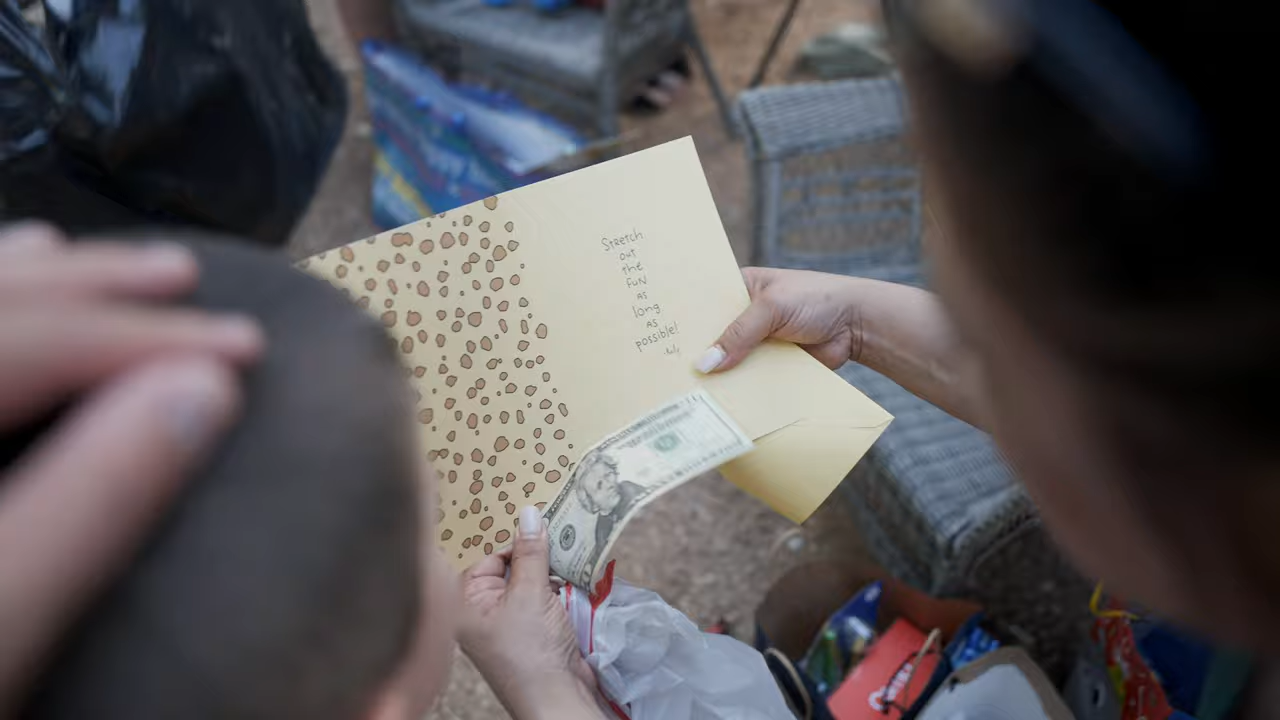 Stretch
out
the
FuN
as
long
as
possible!